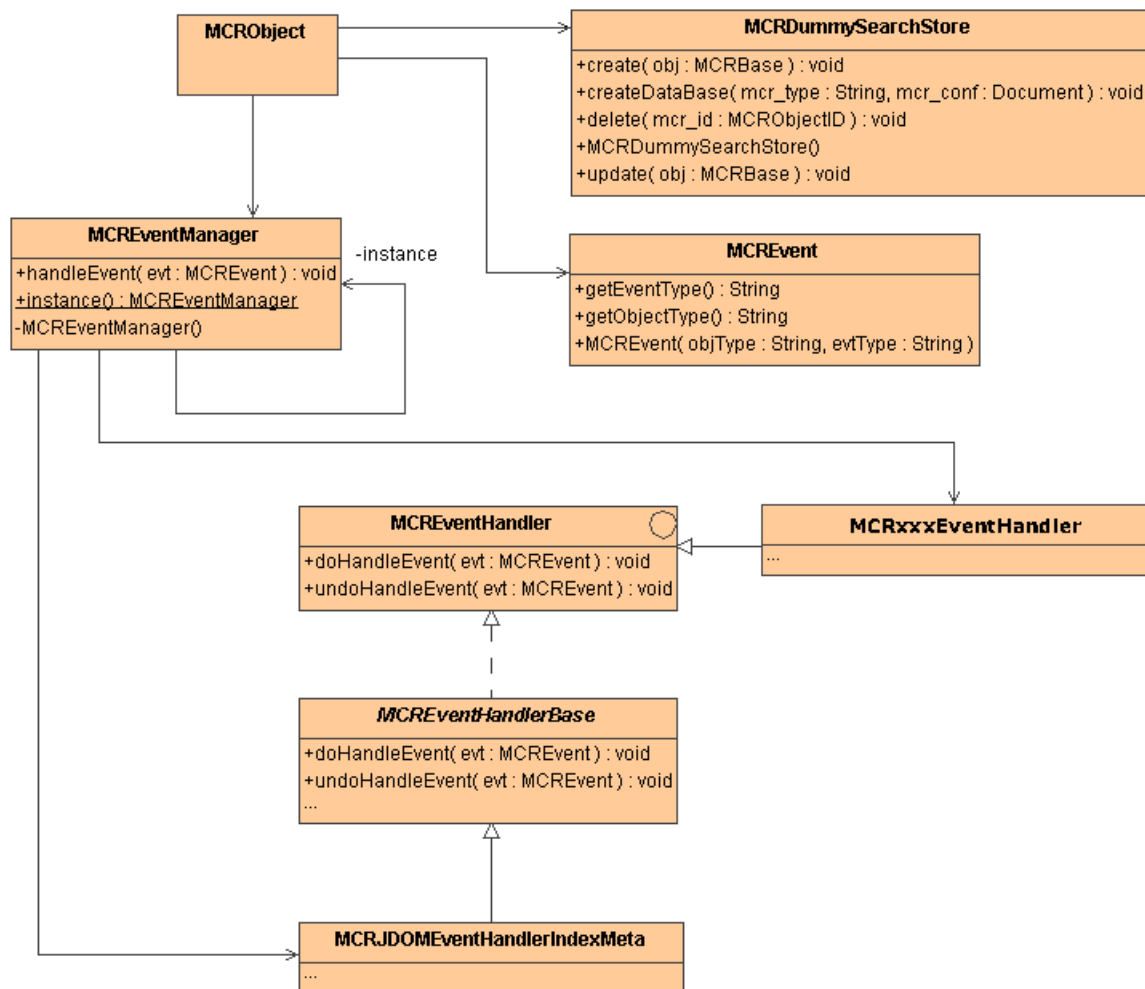 MCRObject
MCRDummySearchStore
+create( obj : MCRBase ) : void
+createDataBase( mcr_type : String, mcr_conf : Document ) : void
+delete( mcr_id : MCRObjectID ) : void
+MCRDummySearchStore()
+update( obj : MCRBase ) : void
MCREventManager
+handleEvent( evt : MCREvent ) : void
+instance() : MCREventManager
-MCREventManager()
-instance
MCREvent
+getEventType() : String
+getObjectType() : String
+MCREvent( objType : String, evtType : String )
MCREventHandler
+doHandleEvent( evt : MCREvent ) : void
+undoHandleEvent( evt : MCREvent ) : void
MCRxxxEventHandler
...
MCREventHandlerBase
+doHandleEvent( evt : MCREvent ) : void
+undoHandleEvent( evt : MCREvent ) : void
...
MCRJDOMEventHandlerIndexMeta
...